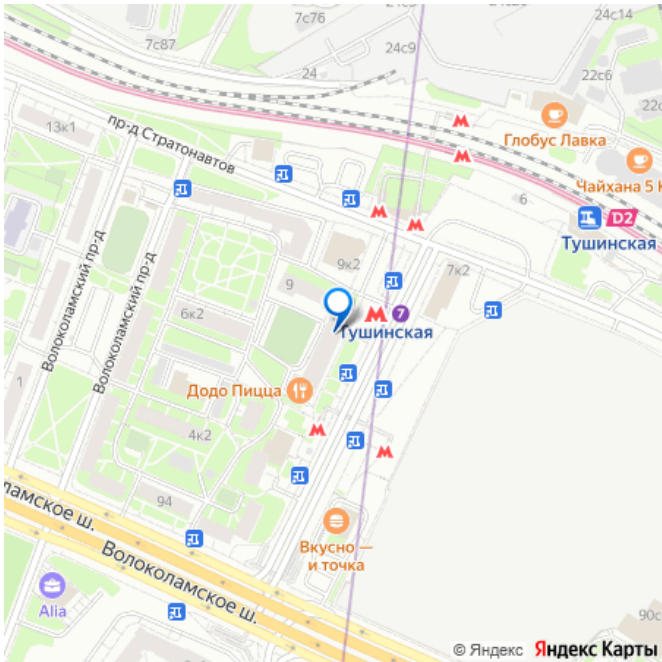 7с76
24с14
7с87
24с9
24
22с6
13к1
пр-д Стратонавтов
Глобус Лавка
Чайхана 5 К
6
D2
Тушинская
Волоколамский пр-д
Волоколамский пр-д
9к2
7к2
9
6к2
7
Тушинская
1
Додо Пицца
4к2
94
ламское ш.
Волоколамское ш.
Вкусно —
и точка
Alia
90с
© Яндекс Яндекс Карты